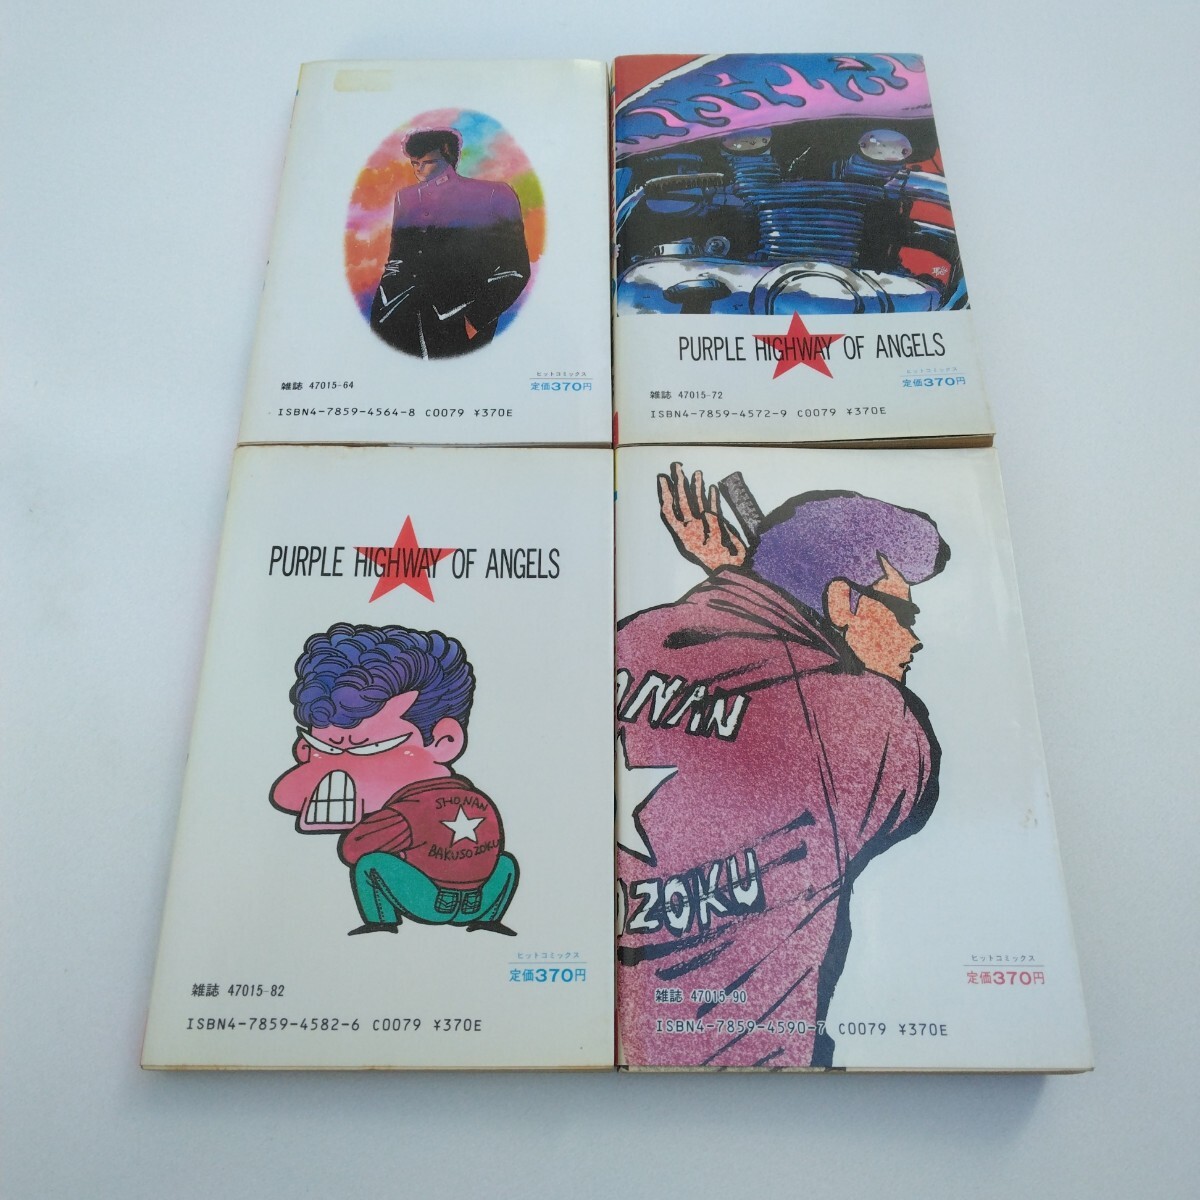 ヒットコミックス
雑誌 47015-64
定価370円
ISBN4-7859-4564-8 C0079 ¥370E
PURPLE HIGHWAY OF ANGELS
ヒットコミックス
雑誌 47015-72
定価370円
ISBN4-7859-4572-9 C0079 ¥370E
PURPLE HIGHWAY OF ANGELS
SHONAN
BAKUSOZOKU
ヒットコミックス
定価370円
雑誌 47015-82
ISBN4-7859-4582-6 C0079 ¥370E
ONAN
OZOKU
ヒットコミックス
定価370円
雑誌 47015-90
ISBN4-7859-4590-7 C0079 ¥370E